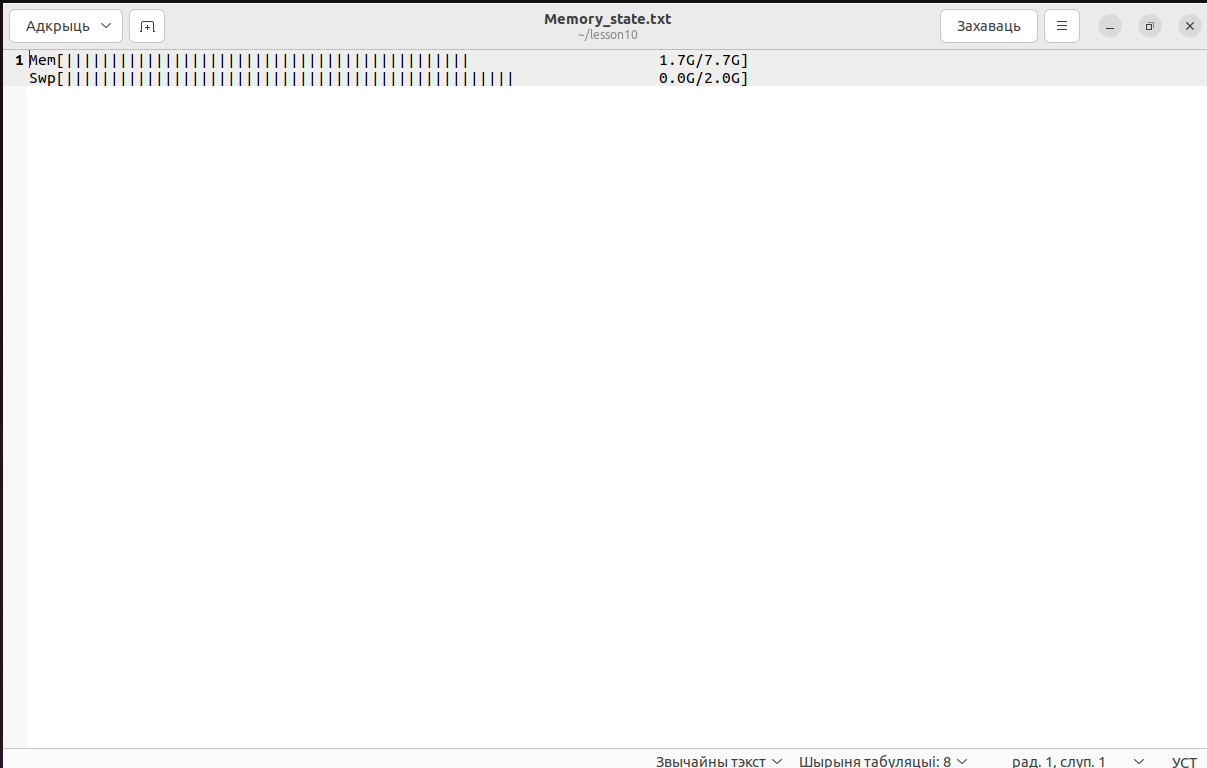 Адкрыць
Memory_state.txt
~/lesson10
Захаваць
1 Mem[|||||||||||||||||||||||||||||||||||||||||||||                     1.7G/7.7G]
Swp[||||||||||||||||||||||||||||||||||||||||||||||||||                0.0G/2.0G]
Звычайны тэкст Шырыня табуляцыі: 8 рад. 1, слуп. 1 УСТ